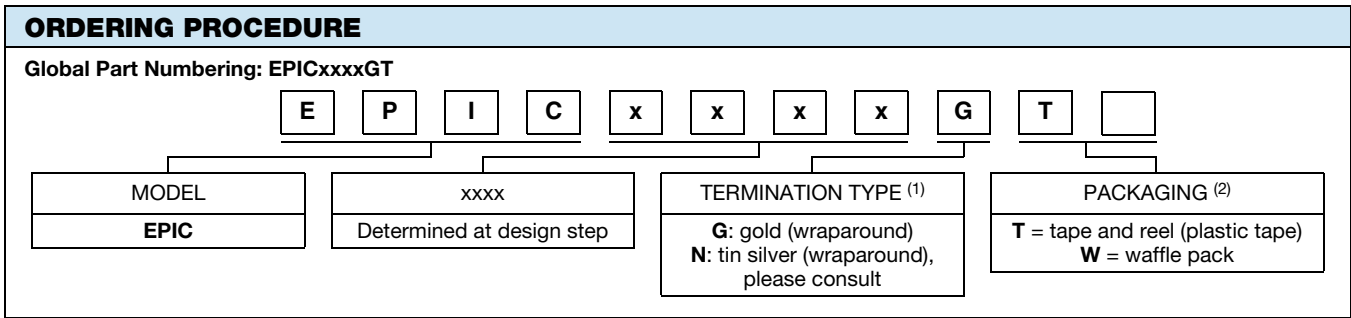 ORDERING PROCEDURE
Global Part Numbering: EPICxxxxGT
E P I C x x x x G T
MODEL
EPIC
xxxx
Determined at design step
TERMINATION TYPE (1)
G: gold (wraparound)
N: tin silver (wraparound),
please consult
PACKAGING (2)
T = tape and reel (plastic tape)
W = waffle pack